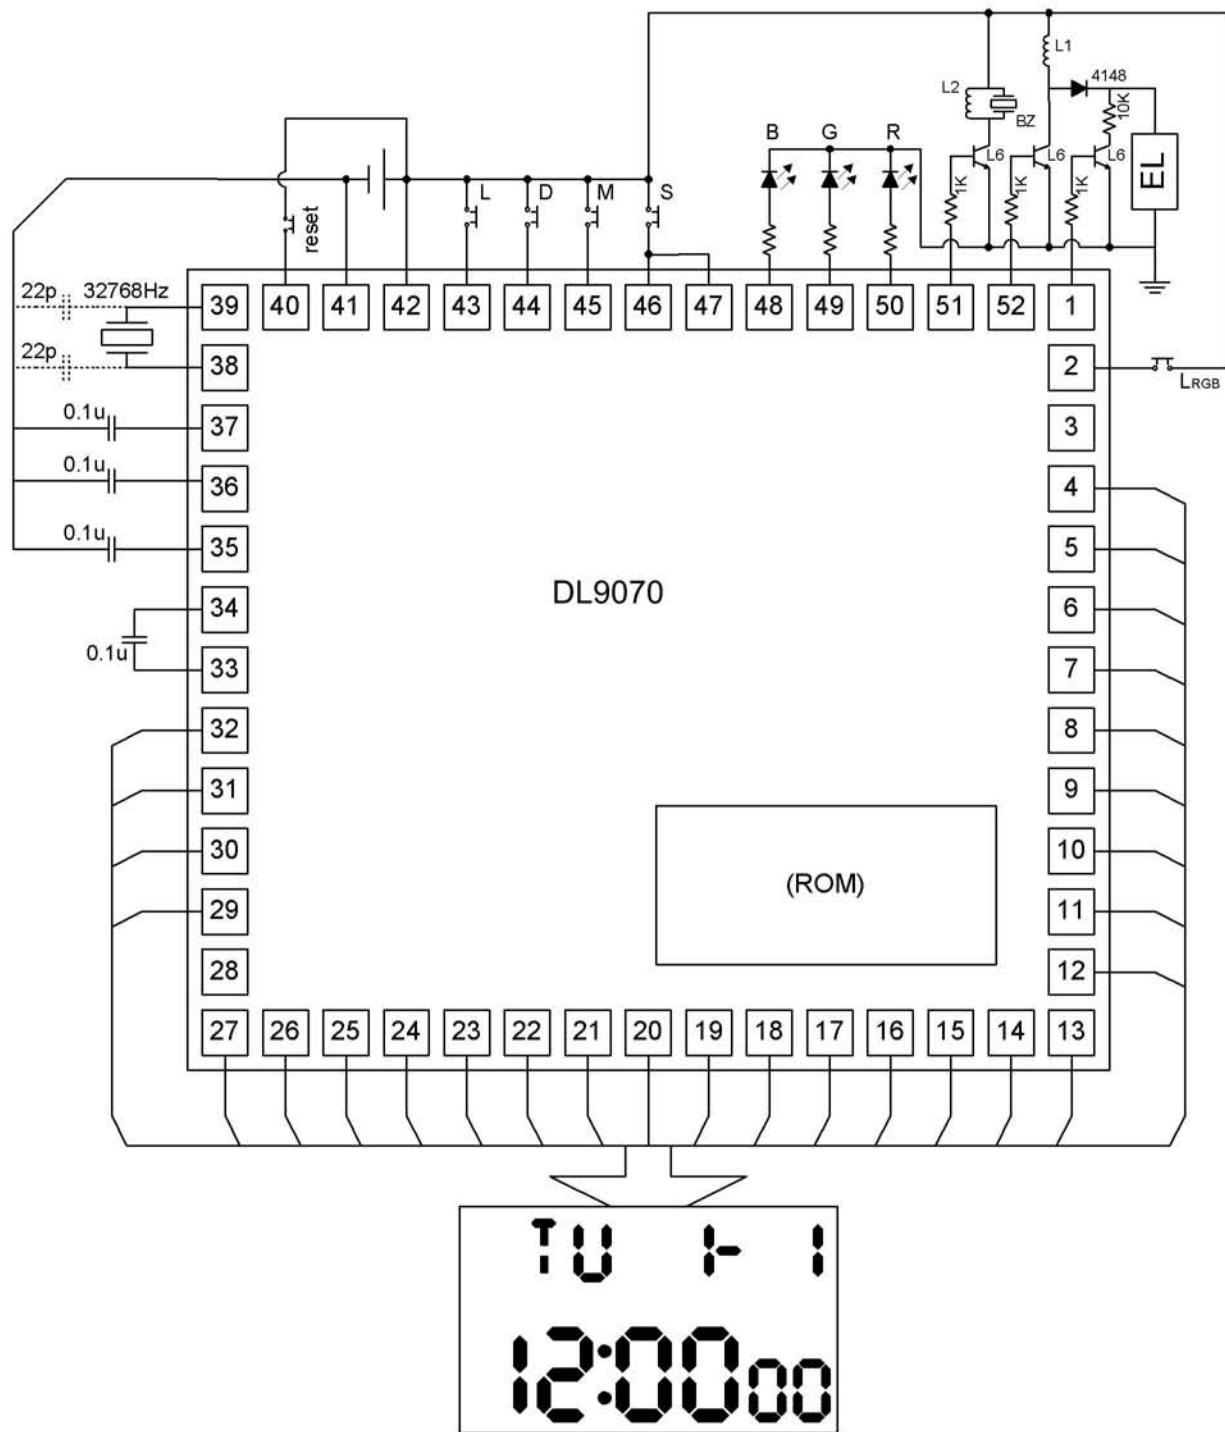 L1
4148
L2
10K
BZ
B G R
L6 L6 L6
EL
1K 1K 1K
L D M S
reset
22p 32768Hz
39 40 41 42 43 44 45 46 47 48 49 50 51 52 1
22p
38 2
LRGB
0.1u
37 3
0.1u
36 4
0.1u
35 5
DL9070
34 6
0.1u
33 7
32 8
31 9
30 10
(ROM)
29 11
28 12
27 26 25 24 23 22 21 20 19 18 17 16 15 14 13
TU 1- 1
12:00 00